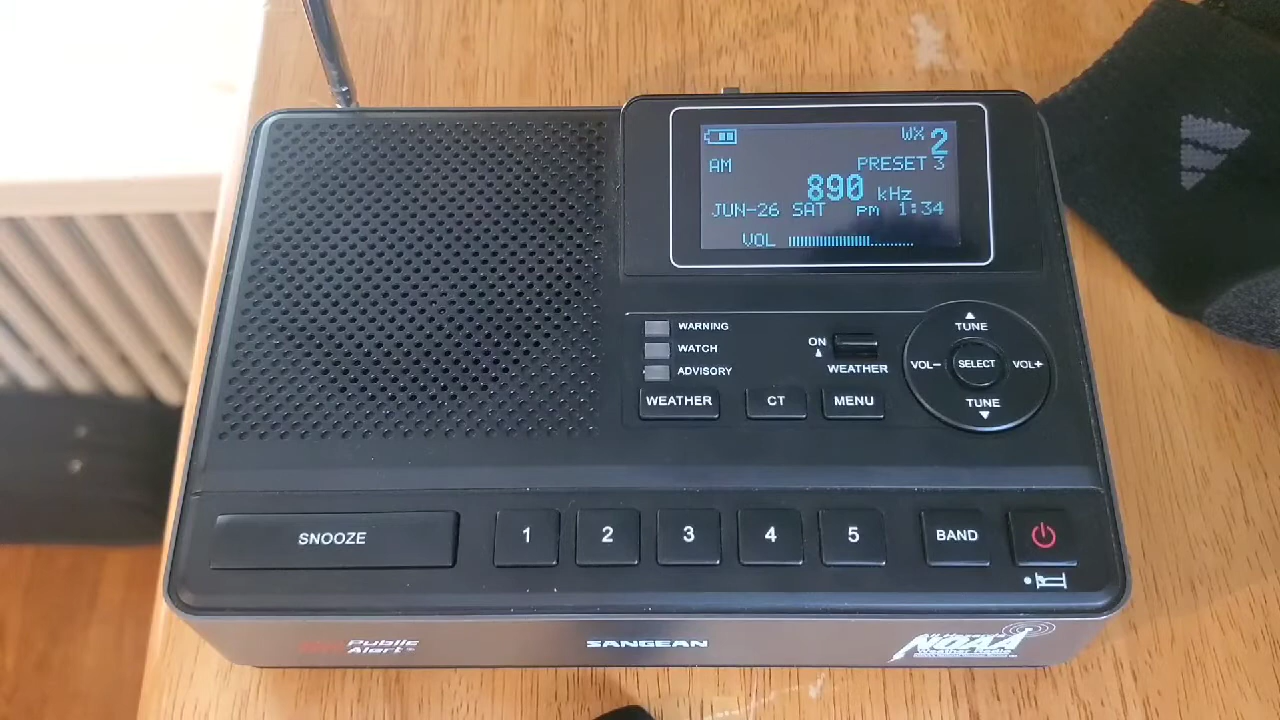 WX 2
AM PRESET 3
890 kHz
JUN-26 SAT PM 1:34
VOL
WARNING
WATCH
ADVISORY
ON
WEATHER
WEATHER
CT
MENU
TUNE
VOL-
SELECT
VOL+
TUNE
SNOOZE
1
2
3
4
5
BAND
Public
Alert
SANGEAN
NOAA
Weather Radio